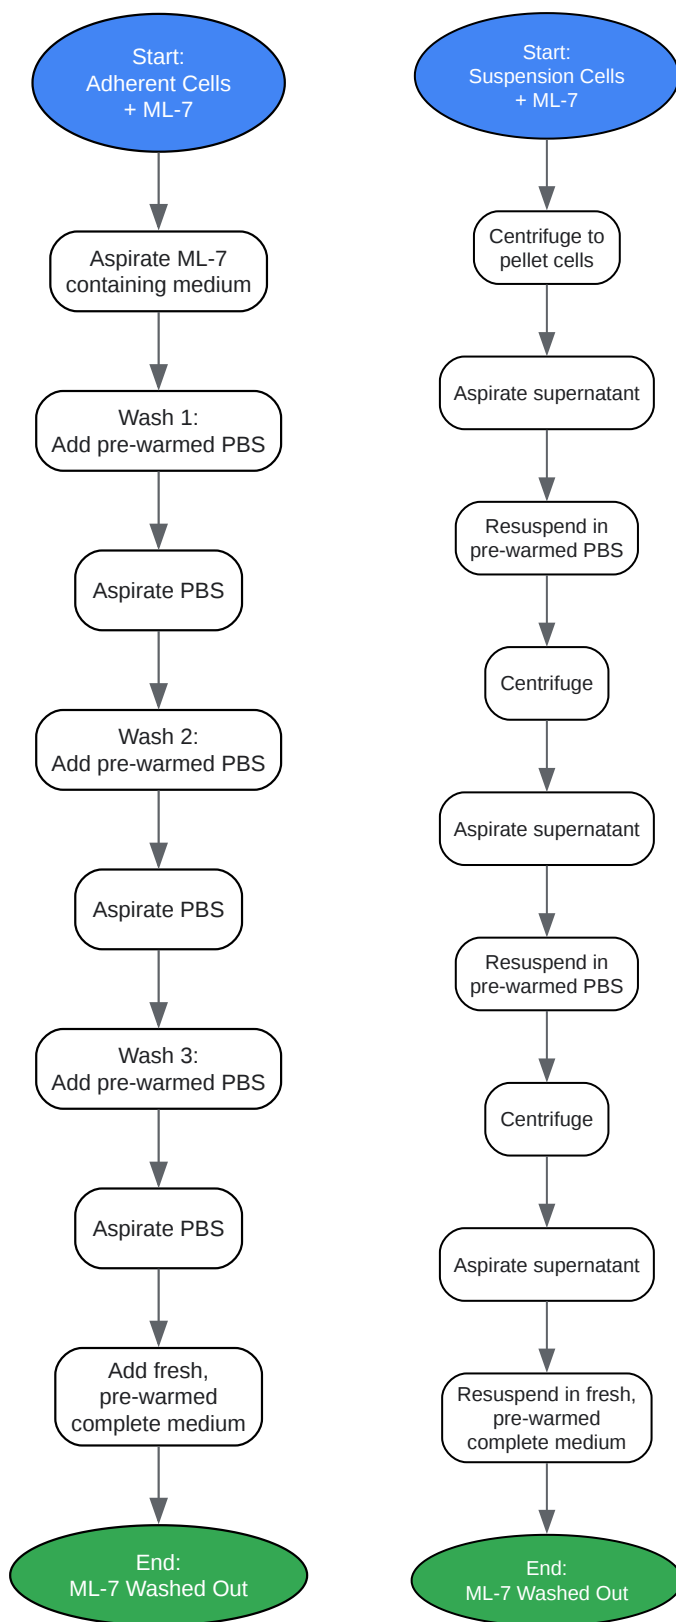 Start:
Adherent Cells
+ ML-7
Aspirate ML-7
containing medium
Wash 1:
Add pre-warmed PBS
Aspirate PBS
Wash 2:
Add pre-warmed PBS
Aspirate PBS
Wash 3:
Add pre-warmed PBS
Aspirate PBS
Add fresh,
pre-warmed
complete medium
End:
ML-7 Washed Out
Start:
Suspension Cells
+ ML-7
Centrifuge to
pellet cells
Aspirate supernatant
Resuspend in
pre-warmed PBS
Centrifuge
Aspirate supernatant
Resuspend in
pre-warmed PBS
Centrifuge
Aspirate supernatant
Resuspend in fresh,
pre-warmed
complete medium
End:
ML-7 Washed Out